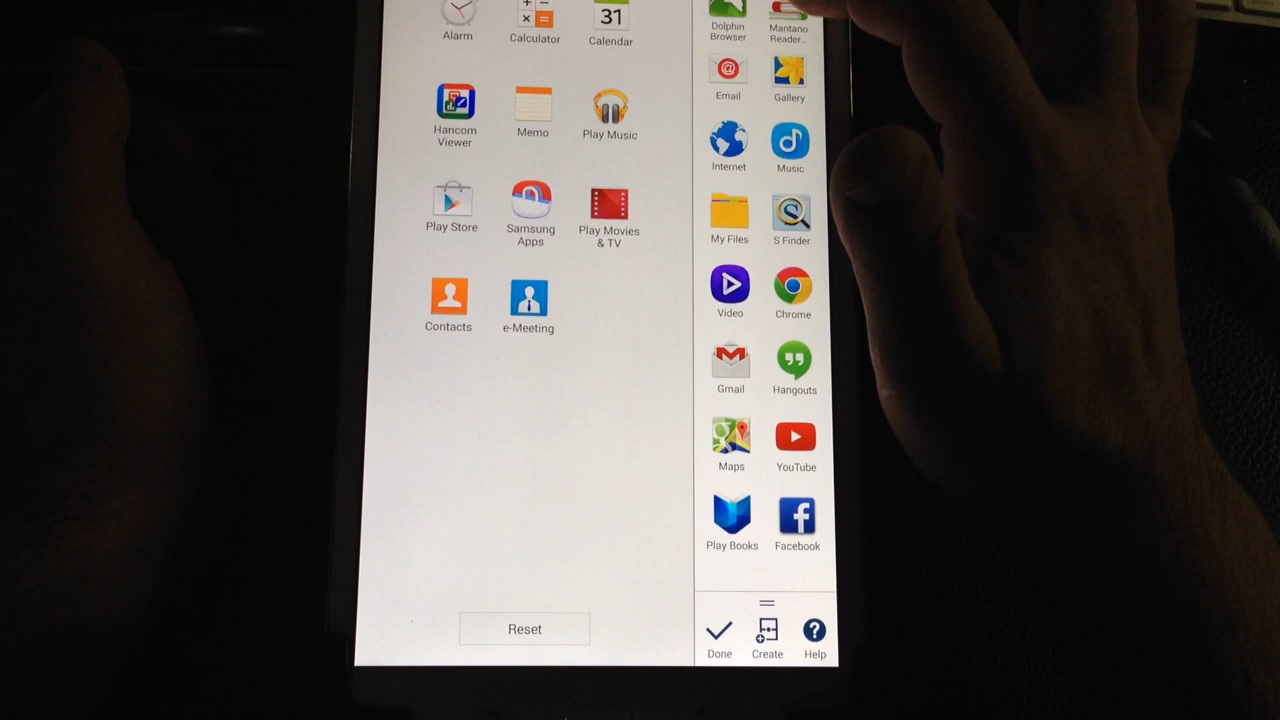 Alarm
Calculator
31
Calendar
Hancom
Viewer
Memo
Play Music
Play Store
Samsung
Apps
Play Movies
& TV
Contacts
e-Meeting
Reset
Dolphin
Browser
Mantano
Reader..
@
Email
Gallery
Internet
Music
My Files
S
S Finder
Video
Chrome
Gmail
Hangouts
g
Maps
YouTube
Play Books
f
Facebook
Done
Create
?
Help